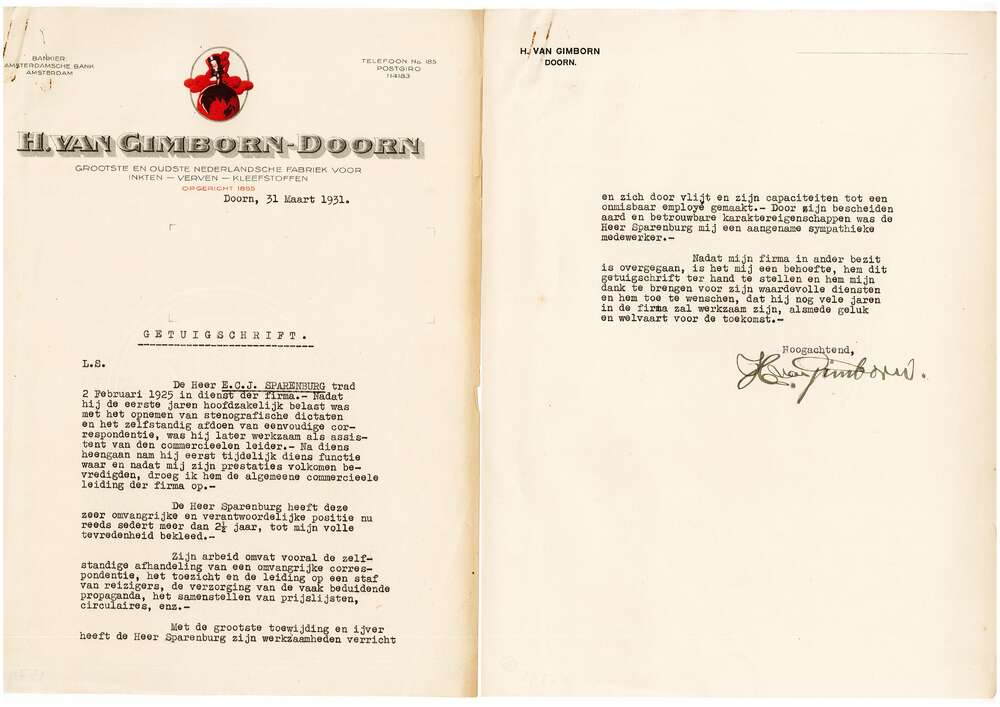 BANKIER
AMSTERDAMSCHE BANK
AMSTERDAM
TELEFOON No 185
POSTGIRO
114183
H. VAN GIMBORN-DOORN
GROOTSTE EN OUDSTE NEDERLANDSCHE FABRIEK VOOR
INKTEN — VERVEN — KLEEFSTOFFEN
OPGERICHT 1855
Doorn, 31 Maart 1931.
GETUIGSCHRIFT.
L.S.
De Heer E.C.J. SPARENBURG trad
2 Februari 1925 in dienst der firma.- Nadat
hij de eerste jaren hoofdzakelijk belast was
met het opnemen van stenografische dictaten
en het zelfstandig afdoen van eenvoudige cor-
respondentie, was hij later werkzaam als assis-
tent van den commercieelen leider.- Na diens
heengaan nam hij eerst tijdelijk diens functie
waar en nadat mij zijn prestaties volkomen be-
vredigden, droeg ik hem de algemeene commercieele
leiding der firma op.-
De Heer Sparenburg heeft deze
zeer omvangrijke en verantwoordelijke positie nu
reeds sedert meer dan 2½ jaar, tot mijn volle
tevredenheid bekleed.-
Zijn arbeid omvat vooral de zelf-
standige afhandeling van een omvangrijke corres-
pondentie, het toezicht en de leiding op een staf
van reizigers, de verzorging van de vaak beduidende
propaganda, het samenstellen van prijslijsten,
circulaires, enz.-
Met de grootste toewijding en ijver
heeft de Heer Sparenburg zijn werkzaamheden verricht
H. VAN GIMBORN
DOORN.
en zich door vlijt en zijn capaciteiten tot een
onmisbaar employé gemaakt.- Door zijn bescheiden
aard en betrouwbare karaktereigenschappen was de
Heer Sparenburg mij een aangename sympathieke
medewerker.-
Nadat mijn firma in ander bezit
is overgegaan, is het mij een behoefte, hem dit
getuigschrift ter hand te stellen en hem mijn
dank te brengen voor zijn waardevolle diensten
en hem toe te wenschen, dat hij nog vele jaren
in de firma zal werkzaam zijn, alsmede geluk
en welvaart voor de toekomst.-
Hoogachtend,
H. van Gimborn.